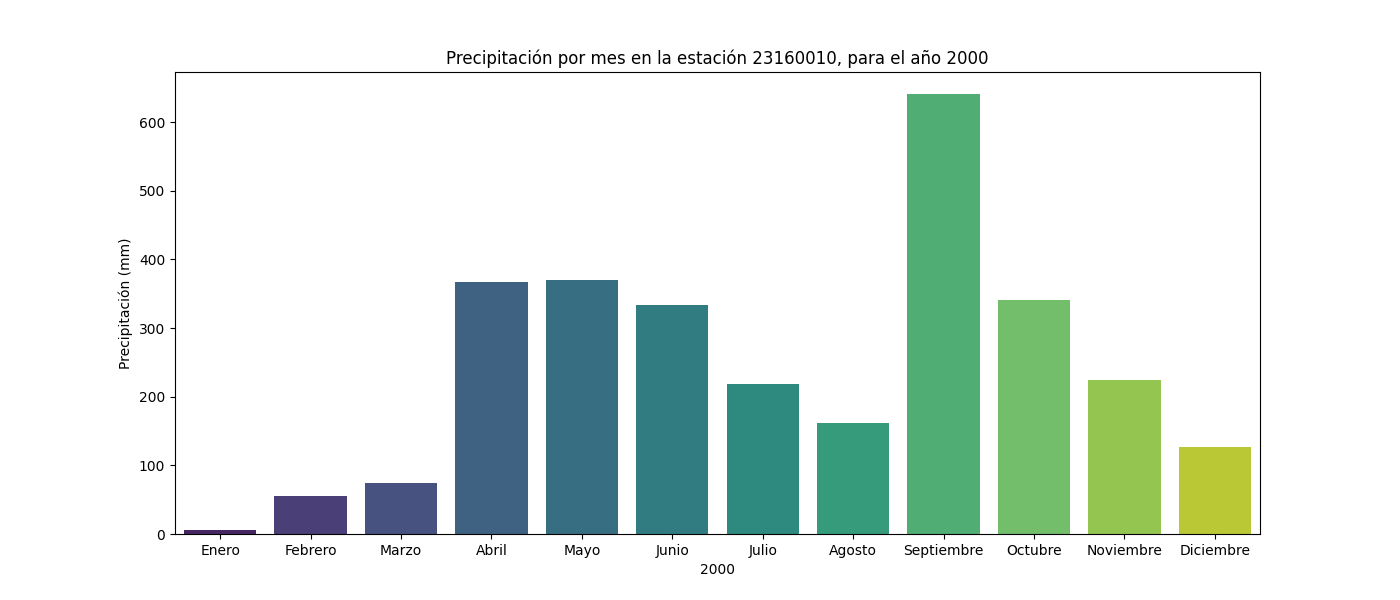 Precipitación por mes en la estación 23160010, para el año 2000
Precipitación (mm)
600
500
400
300
200
100
0
Enero Febrero Marzo Abril Mayo Junio Julio Agosto Septiembre Octubre Noviembre Diciembre
2000